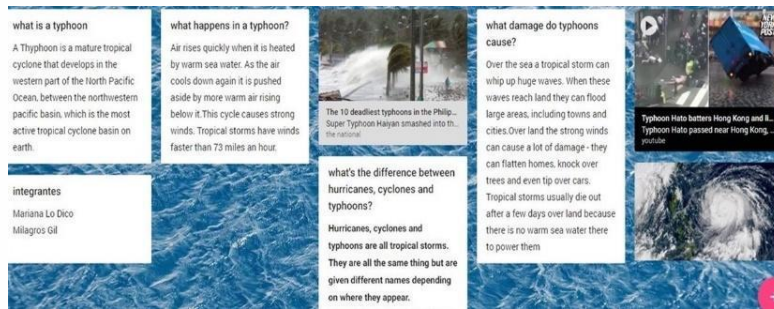 what is a typhoon
A Thyphoon is a mature tropical
cyclone that develops in the
western part of the North Pacific
Ocean, between the northwestern
pacific basin, which is the most
active tropical cyclone basin on
earth.
integrantes
Mariana Lo Dico
Milagros Gil
what happens in a typhoon?
Air rises quickly when it is heated
by warm sea water. As the air
cools down again it is pushed
aside by more warm air rising
below it.This cycle causes strong
winds. Tropical storms have winds
faster than 73 miles an hour.
The 10 deadliest typhoons in the Philip...
Super Typhoon Haiyan smashed into th...
the national
what's the difference between
hurricanes, cyclones and
typhoons?
Hurricanes, cyclones and
typhoons are all tropical storms.
They are all the same thing but are
given different names depending
on where they appear.
what damage do typhoons
cause?
Over the sea a tropical storm can
whip up huge waves. When these
waves reach land they can flood
large areas, including towns and
cities.Over land the strong winds
can cause a lot of damage - they
can flatten homes, knock over
trees and even tip over cars.
Tropical storms usually die out
after a few days over land because
there is no warm sea water there
to power them
NEW
YORK
POST
Typhoon Hato batters Hong Kong and li...
Typhoon Hato passed near Hong Kong, ...
youtube